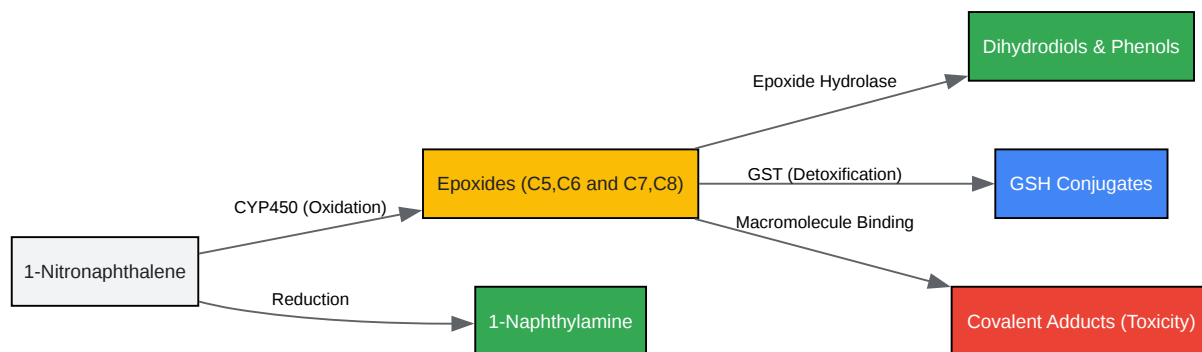 Dihydrodiols & Phenols
Epoxide Hydrolase
Epoxides (C5,C6 and C7,C8)
GST (Detoxification)
GSH Conjugates
CYP450 (Oxidation)
Macromolecule Binding
1-Nitronaphthalene
Reduction
1-Naphthylamine
Covalent Adducts (Toxicity)